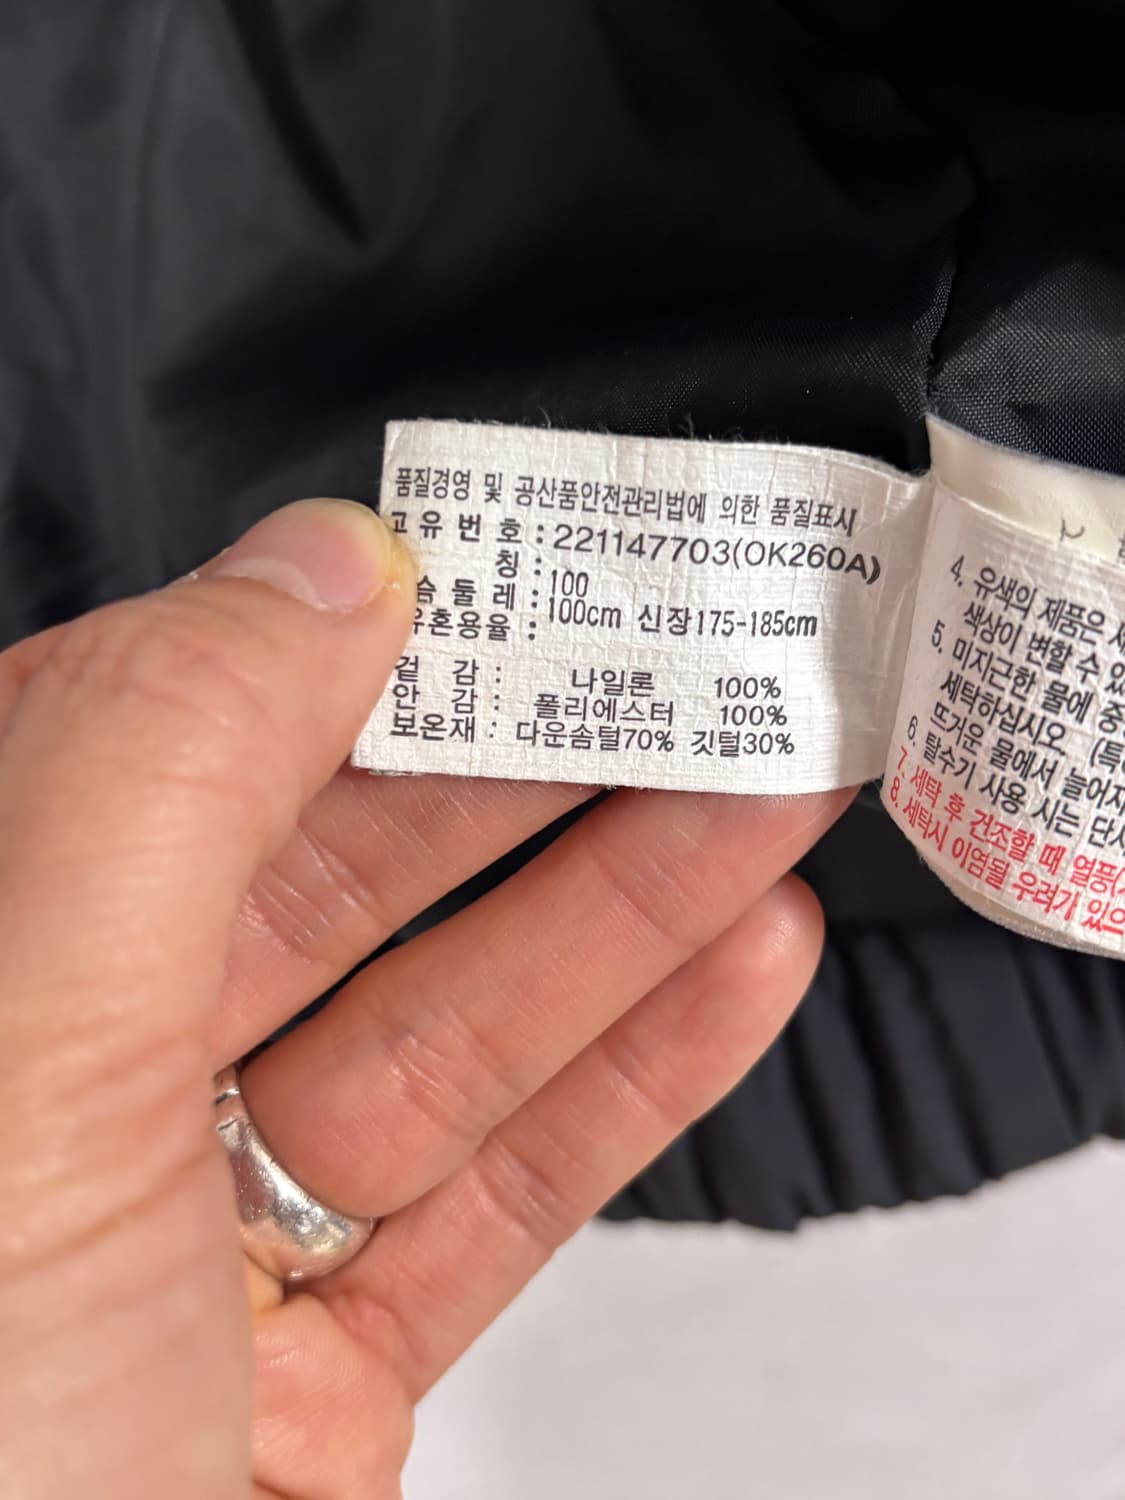 품질경영 및 공산품안전관리법에 의한 품질표시
고유번호 : 221147703(OK260A)
칭 : 100
슴둘레 : 100cm 신장175-185cm
유혼용율 :
겉 감 : 나일론 100%
안 감 : 폴리에스터 100%
보온재 : 다운솜털70% 깃털30%
4. 유색의 제품은
색상이 변할 수 있
5. 미지근한 물에 중
세탁하십시오. (특
뜨거운 물에서 늘어지
6. 탈수기 사용 시는 단시
7. 세탁 후 건조할 때 열풍(
8. 세탁시 이염될 우려가 있으